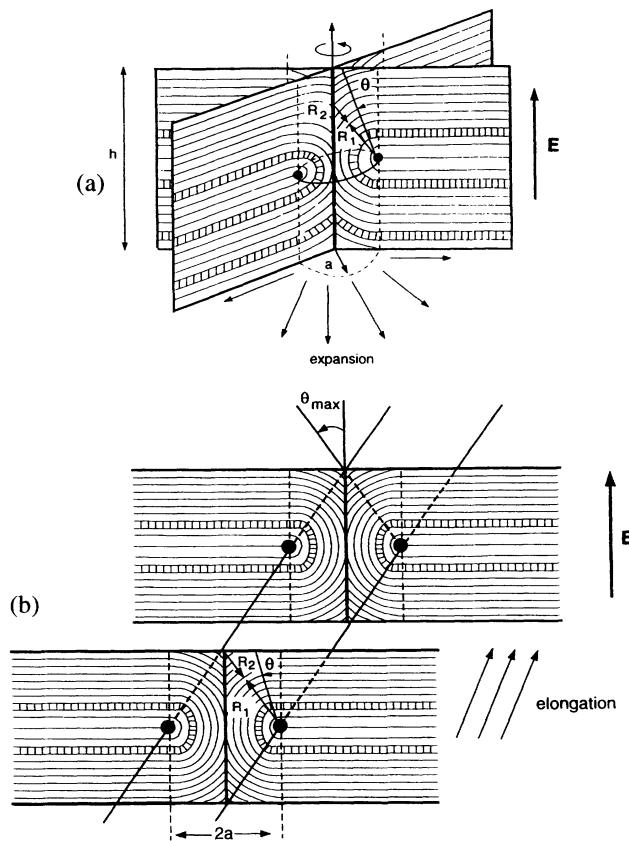 h
θ
R2
R1
E
(a)
a
expansion
θmax
E
(b)
R2 θ
R1
elongation
2a